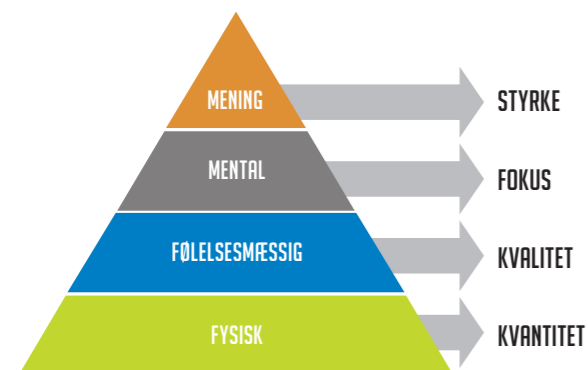 MENING
STYRKE
MENTAL
FOKUS
FØLELSESMÆSSIG
KVALITET
FYSISK
KVANTITET